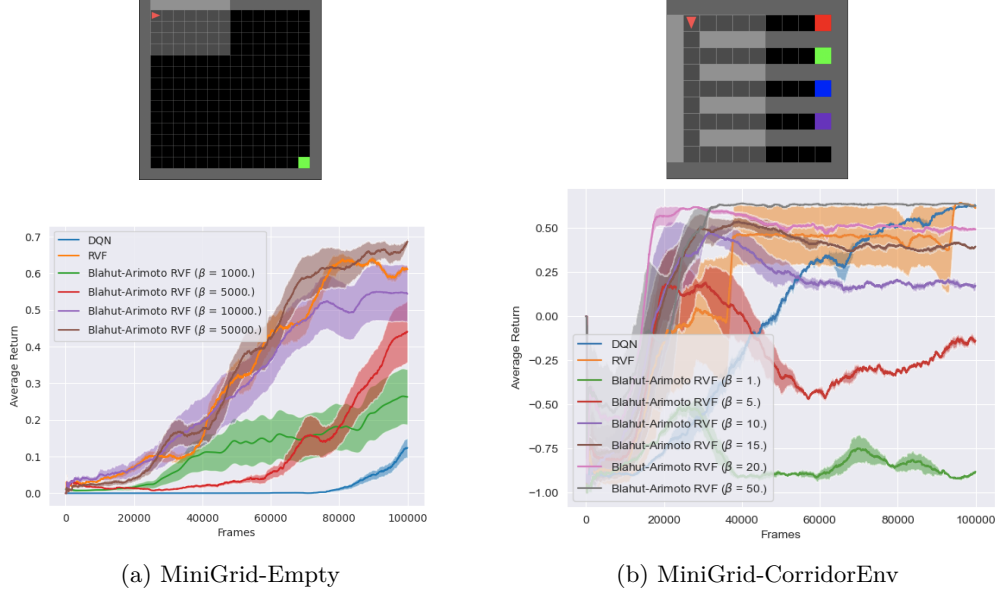 0.7
0.6
0.5
0.4
0.3
0.2
0.1
0.0
Average Return
DQN
RVF
Blahut-Arimoto RVF (β = 1000.)
Blahut-Arimoto RVF (β = 5000.)
Blahut-Arimoto RVF (β = 10000.)
Blahut-Arimoto RVF (β = 50000.)
0 20000 40000 60000 80000 100000
Frames
(a) MiniGrid-Empty
0.50
0.25
0.00
−0.25
−0.50
−0.75
−1.00
Average Return
DQN
RVF
Blahut-Arimoto RVF (β = 1.)
Blahut-Arimoto RVF (β = 5.)
Blahut-Arimoto RVF (β = 10.)
Blahut-Arimoto RVF (β = 15.)
Blahut-Arimoto RVF (β = 20.)
Blahut-Arimoto RVF (β = 50.)
0 20000 40000 60000 80000 100000
Frames
(b) MiniGrid-CorridorEnv